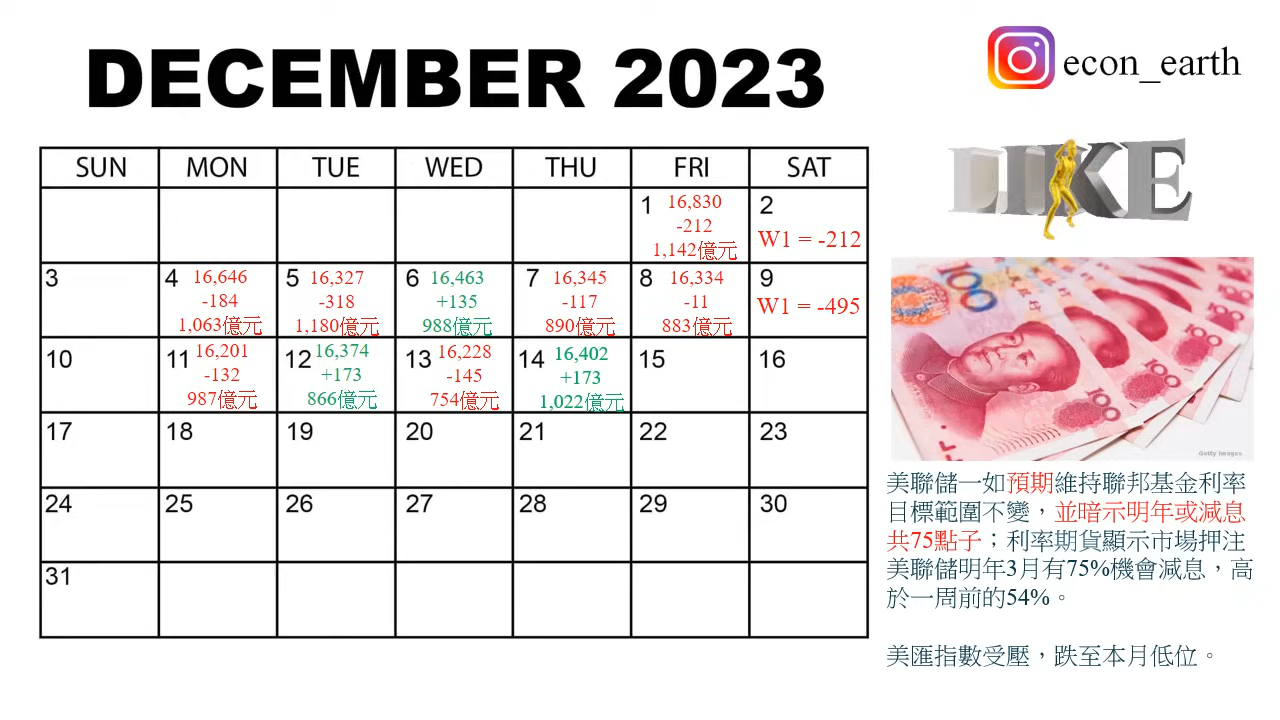 DECEMBER 2023
econ_earth
LIKE
SUN MON TUE WED THU FRI SAT
1 16,830
-212
1,142億元
2
W1 = -212
3
4 16,646
-184
1,063億元
5 16,327
-318
1,180億元
6 16,463
+135
988億元
7 16,345
-117
890億元
8 16,334
-11
883億元
9
W1 = -495
10
11 16,201
-132
987億元
12 16,374
+173
866億元
13 16,228
-145
754億元
14 16,402
+173
1,022億元
15
16
17 18 19 20 21 22 23
24 25 26 27 28 29 30
31
100
100
100
100
100
Getty Images
美聯儲一如預期維持聯邦基金利率
目標範圍不變，並暗示明年或減息
共75點子；利率期貨顯示市場押注
美聯儲明年3月有75%機會減息，高
於一周前的54%。
美匯指數受壓，跌至本月低位。